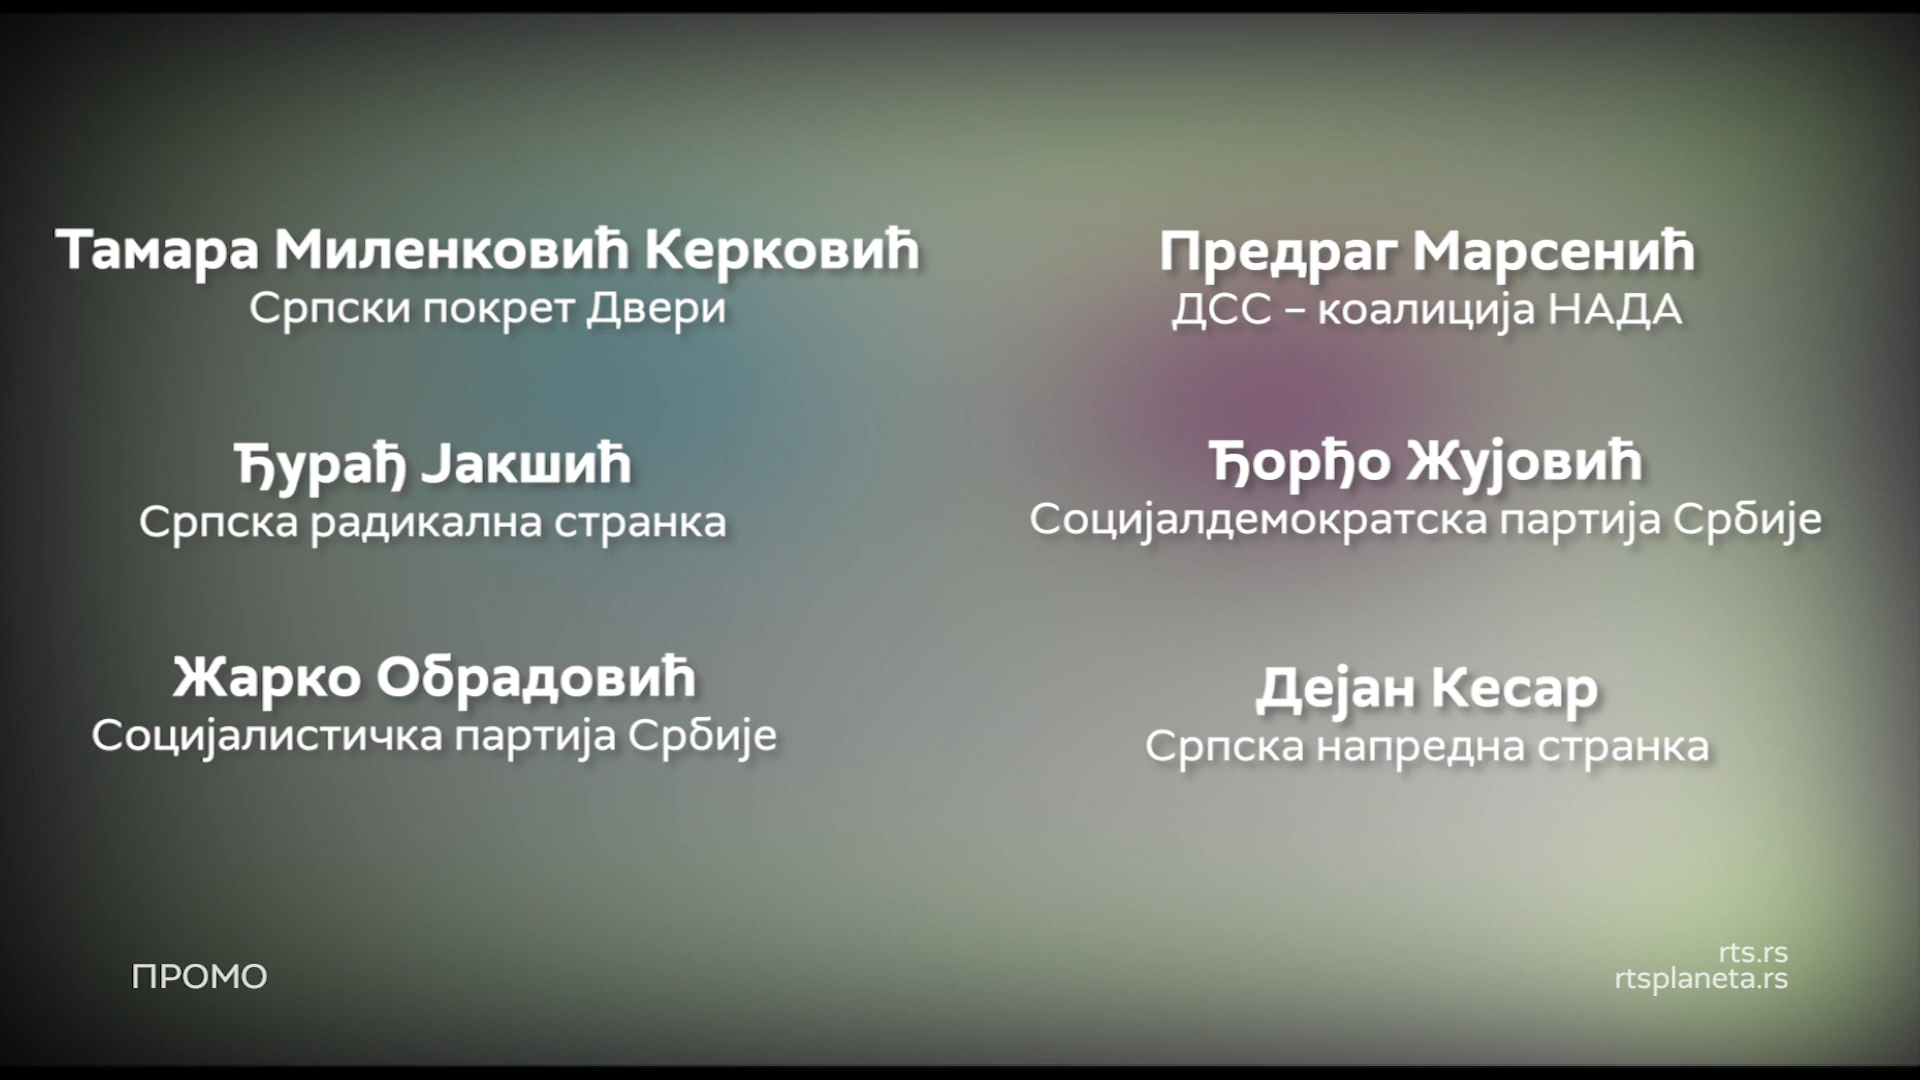 Тамара Миленковић Керковић
Српски покрет Двери
Предраг Марсенић
ДСС – коалиција НАДА
Ђурађ Јакшић
Српска радикална странка
Ђорђо Жујовић
Социјалдемократска партија Србије
Жарко Обрадовић
Социјалистичка партија Србије
Дејан Кесар
Српска напредна странка
ПРОМО
rts.rs
rtsplaneta.rs